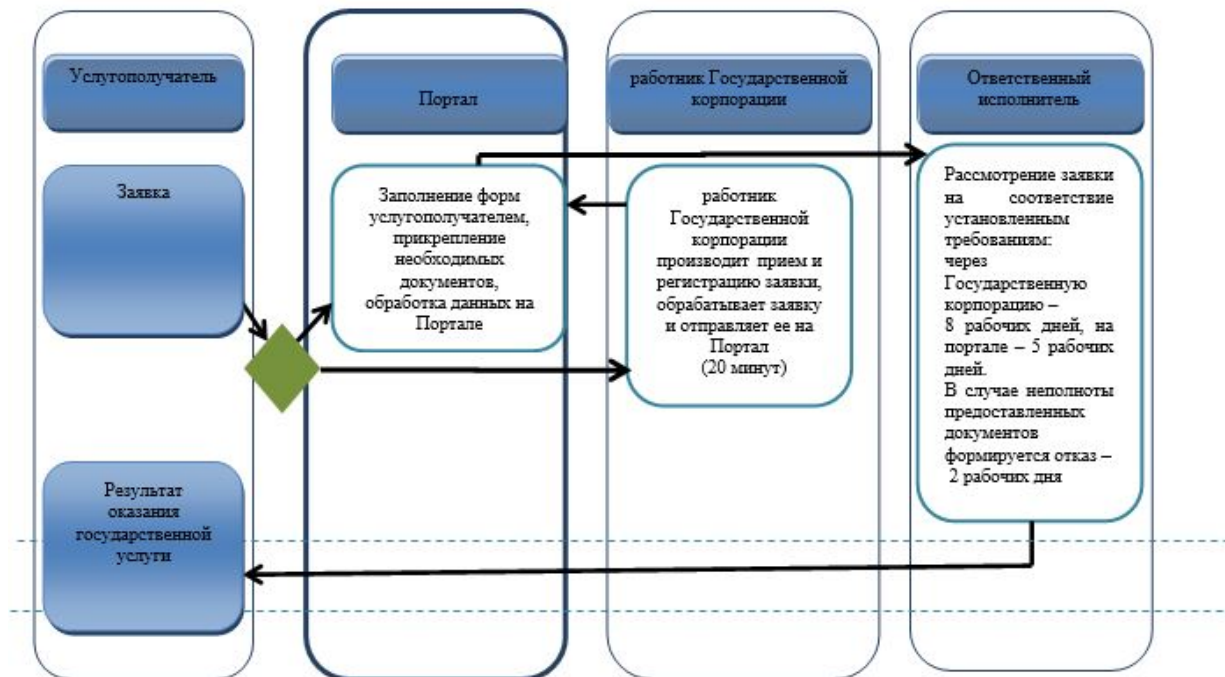 Услугополучатель
Портал
работник Государственной
корпорации
Ответственный
исполнитель
Заявка
Заполнение форм
услугополучателем,
прикрепление
необходимых
документов,
обработка данных на
Портале
работник
Государственной
корпорации
производит прием и
регистрацию заявки,
обрабатывает заявку
и отправляет ее на
Портал
(20 минут)
Рассмотрение заявки
на соответствие
установленным
требованиям:
через
Государственную
корпорацию –
8 рабочих дней, на
портале – 5 рабочих
дней.
В случае неполноты
предоставленных
документов
формируется отказ –
2 рабочих дня
Результат
оказания
государственной
услуги